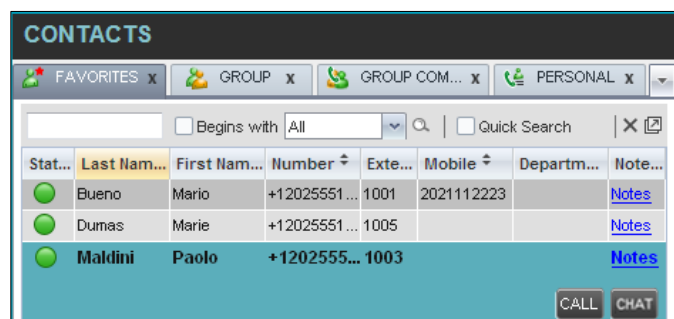 CONTACTS
FAVORITES x GROUP x GROUP COM... x PERSONAL x
Begins with All Quick Search
Stat... Last Nam... First Nam... Number Exte... Mobile Departm... Note...
Bueno Mario +12025551... 1001 2021112223 Notes
Dumas Marie +12025551... 1005 Notes
Maldini Paolo +1202555... 1003 Notes
CALL CHAT